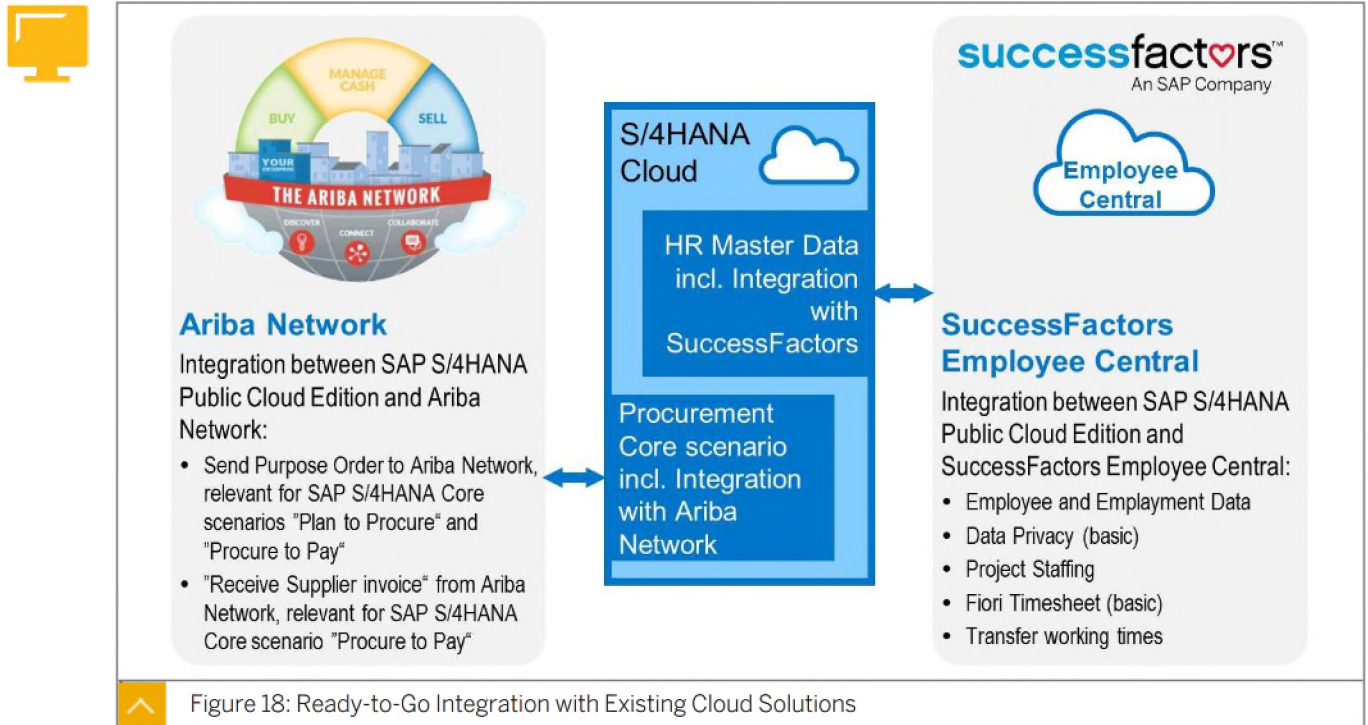 MANAGE
CASH
BUY
SELL
YOUR
ENTERPRISE
THE ARIBA NETWORK
DISCOVER
CONNECT
COLLABORATE
Ariba Network
Integration between SAP S/4HANA
Public Cloud Edition and Ariba
Network:
• Send Purpose Order to Ariba Network,
relevant for SAP S/4HANA Core
scenarios "Plan to Procure“ and
"Procure to Pay“
• "Receive Supplier invoice“ from Ariba
Network, relevant for SAP S/4HANA
Core scenario "Procure to Pay“
S/4HANA
Cloud
HR Master Data
incl. Integration
with
SuccessFactors
Procurement
Core scenario
incl. Integration
with Ariba
Network
successfactors™
An SAP Company
Employee
Central
SuccessFactors
Employee Central
Integration between SAP S/4HANA
Public Cloud Edition and
SuccessFactors Employee Central:
• Employee and Employment Data
• Data Privacy (basic)
• Project Staffing
• Fiori Timesheet (basic)
• Transfer working times
Figure 18: Ready-to-Go Integration with Existing Cloud Solutions